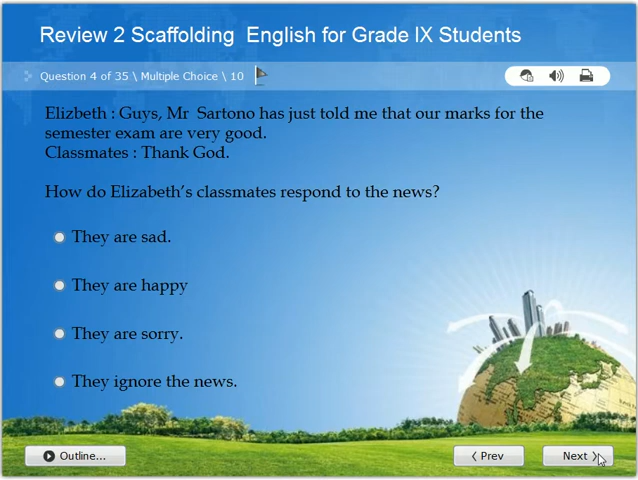 Review 2 Scaffolding English for Grade IX Students
Question 4 of 35 \ Multiple Choice \ 10
Elizbeth : Guys, Mr Sartono has just told me that our marks for the
semester exam are very good.
Classmates : Thank God.
How do Elizabeth's classmates respond to the news?
They are sad.
They are happy
They are sorry.
They ignore the news.
Outline...
Prev
Next